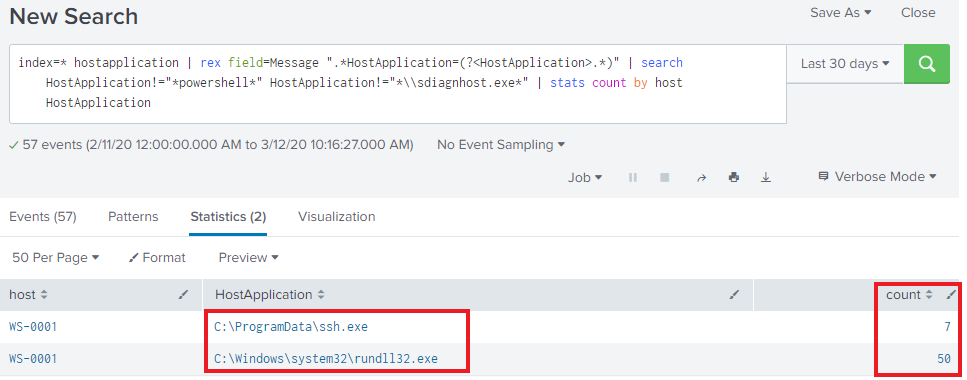 New Search
Save As
Close
index=* hostapplication | rex field=Message ".*HostApplication=(?<HostApplication>.*)" | search
HostApplication!="*powershell*" HostApplication!="*\\sdiagnhost.exe*" | stats count by host
HostApplication
Last 30 days
57 events (2/11/20 12:00:00.000 AM to 3/12/20 10:16:27.000 AM)
No Event Sampling
Job
Verbose Mode
Events (57)
Patterns
Statistics (2)
Visualization
50 Per Page
Format
Preview
host
HostApplication
count
WS-0001
C:\ProgramData\ssh.exe
7
WS-0001
C:\Windows\system32\rundll32.exe
50